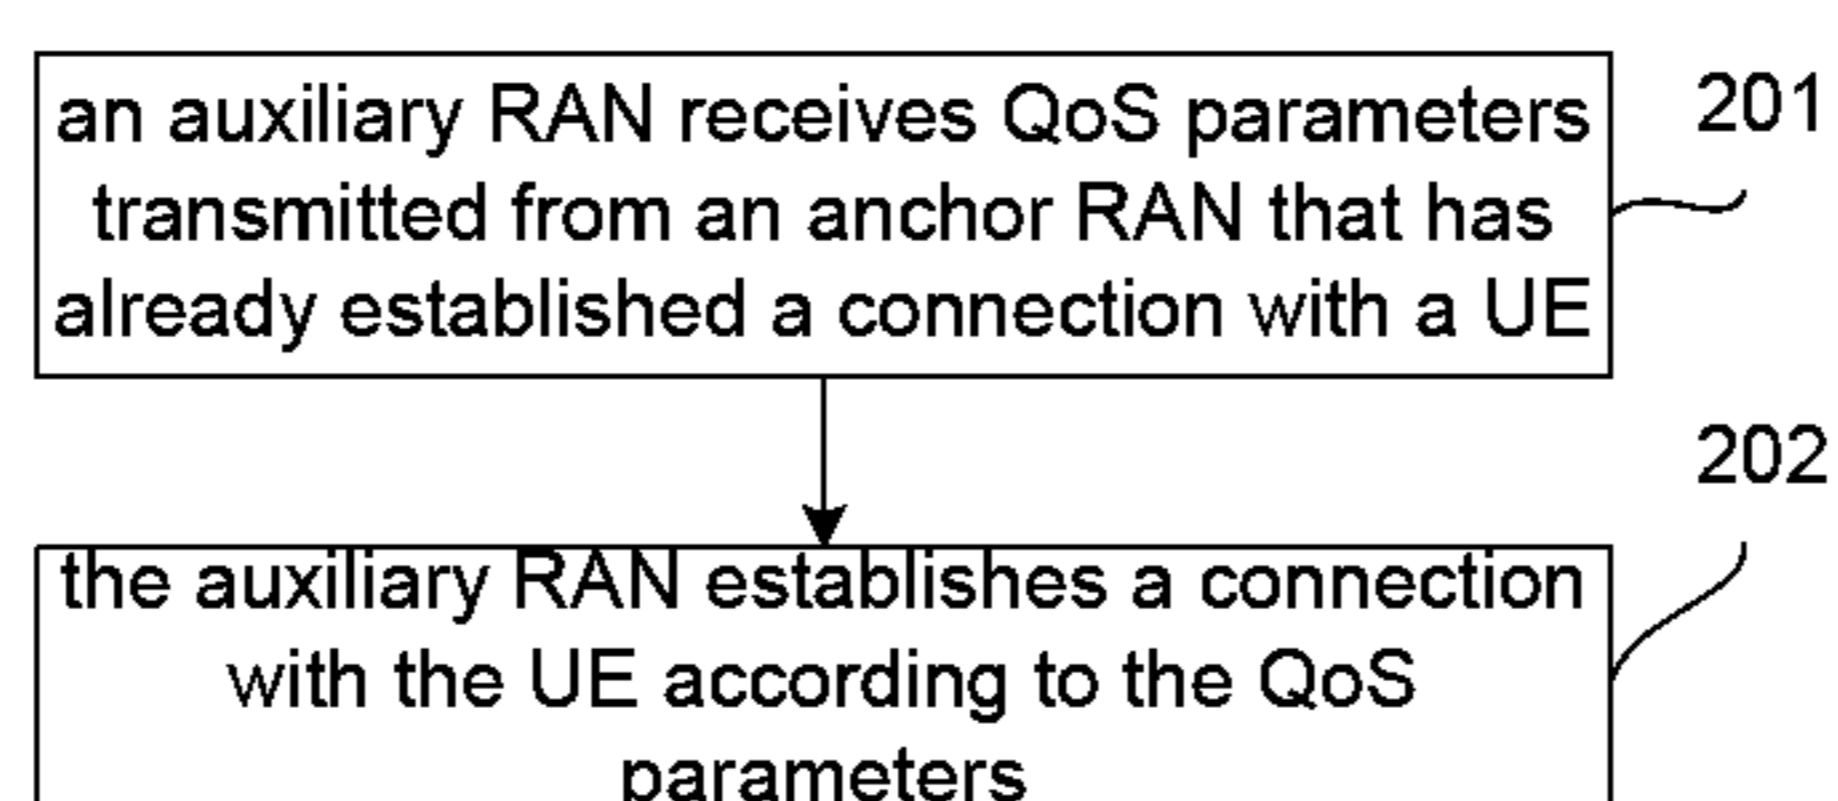 an auxiliary RAN receives QoS parameters
transmitted from an anchor RAN that has
already established a connection with a UE
201
202
the auxiliary RAN establishes a connection
with the UE according to the QoS
parameters